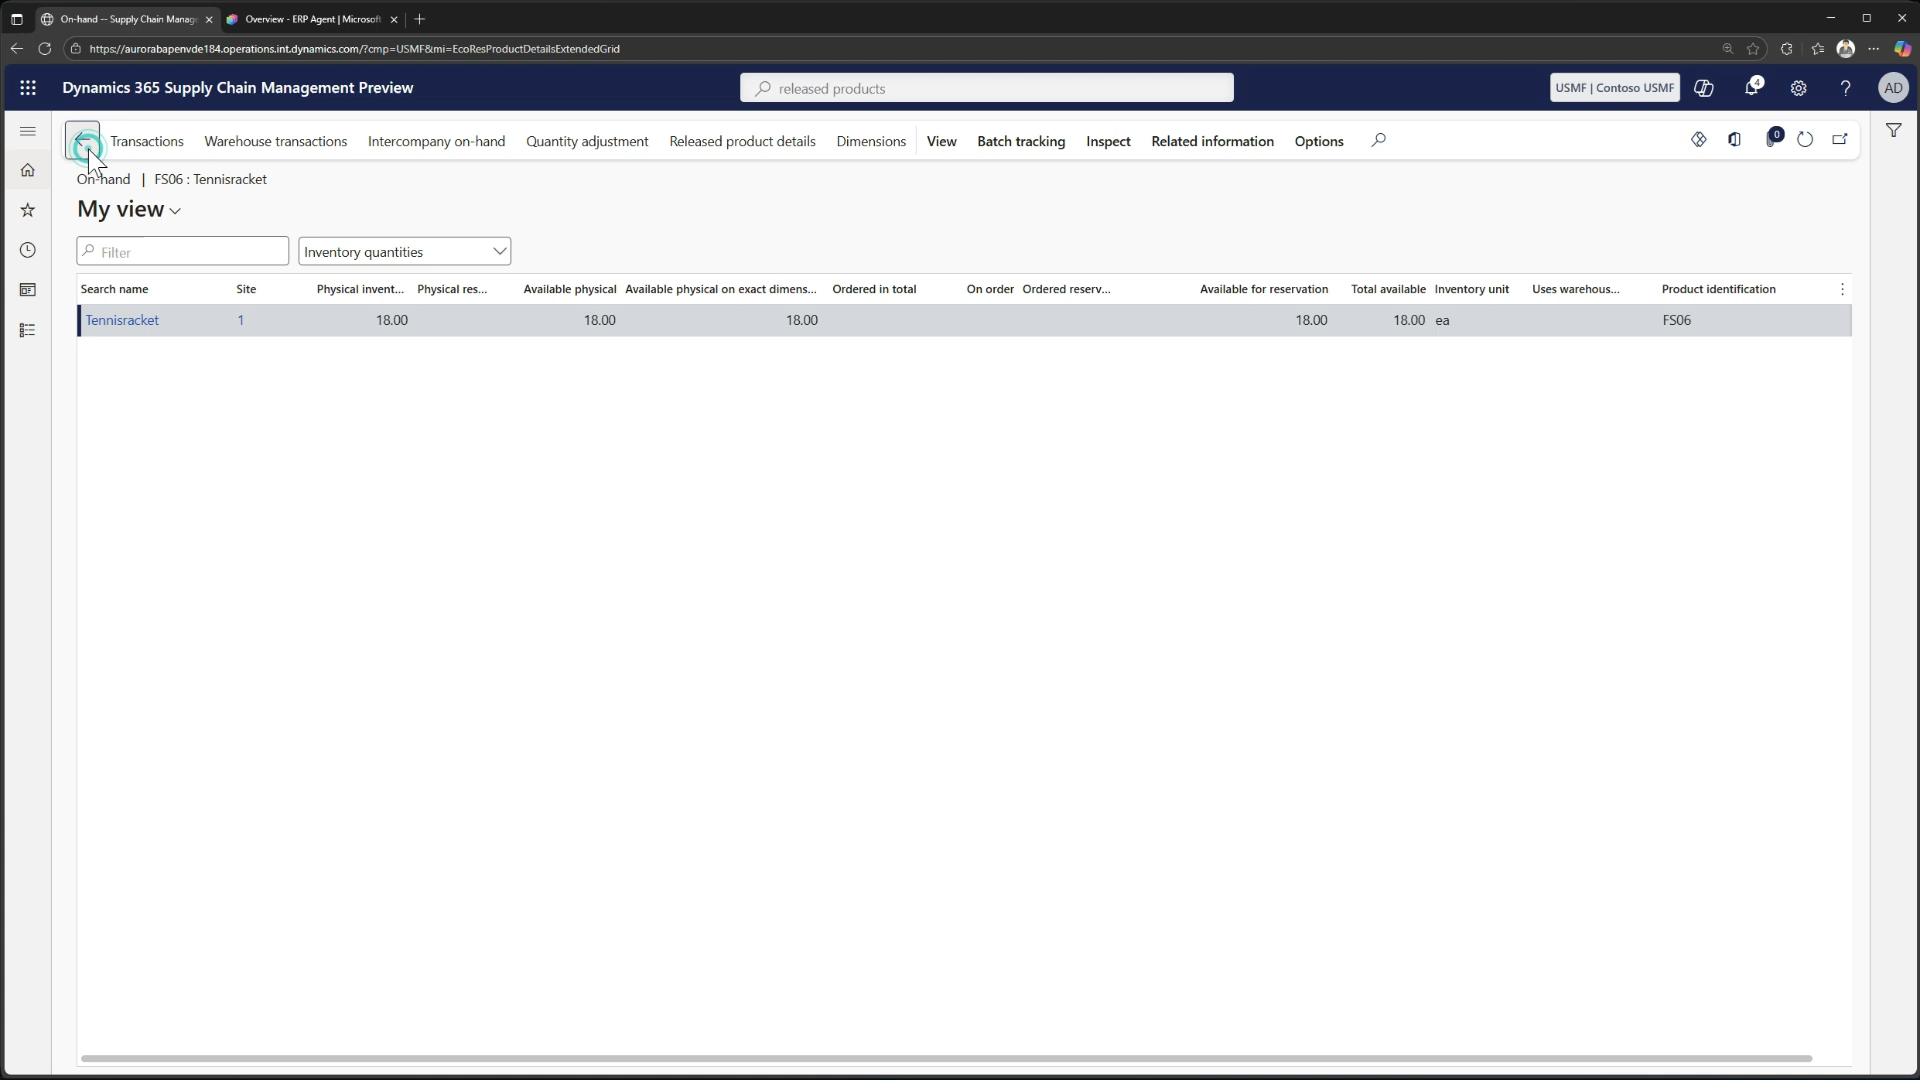 On-hand -- Supply Chain Manage
Overview - ERP Agent | Microsoft
https://aurorabapenvde184.operations.int.dynamics.com/?cmp=USMF&mi=EcoResProductDetailsExtendedGrid
Dynamics 365 Supply Chain Management Preview
released products
USMF | Contoso USMF
4
AD
Transactions Warehouse transactions Intercompany on-hand Quantity adjustment Released product details Dimensions View Batch tracking Inspect Related information Options
0
On-hand | FS06 : Tennisracket
My view
Filter
Inventory quantities
Search name Site Physical invent... Physical res... Available physical Available physical on exact dimens... Ordered in total On order Ordered reserv... Available for reservation Total available Inventory unit Uses warehous... Product identification
Tennisracket 1 18.00 18.00 18.00 18.00 18.00 ea FS06